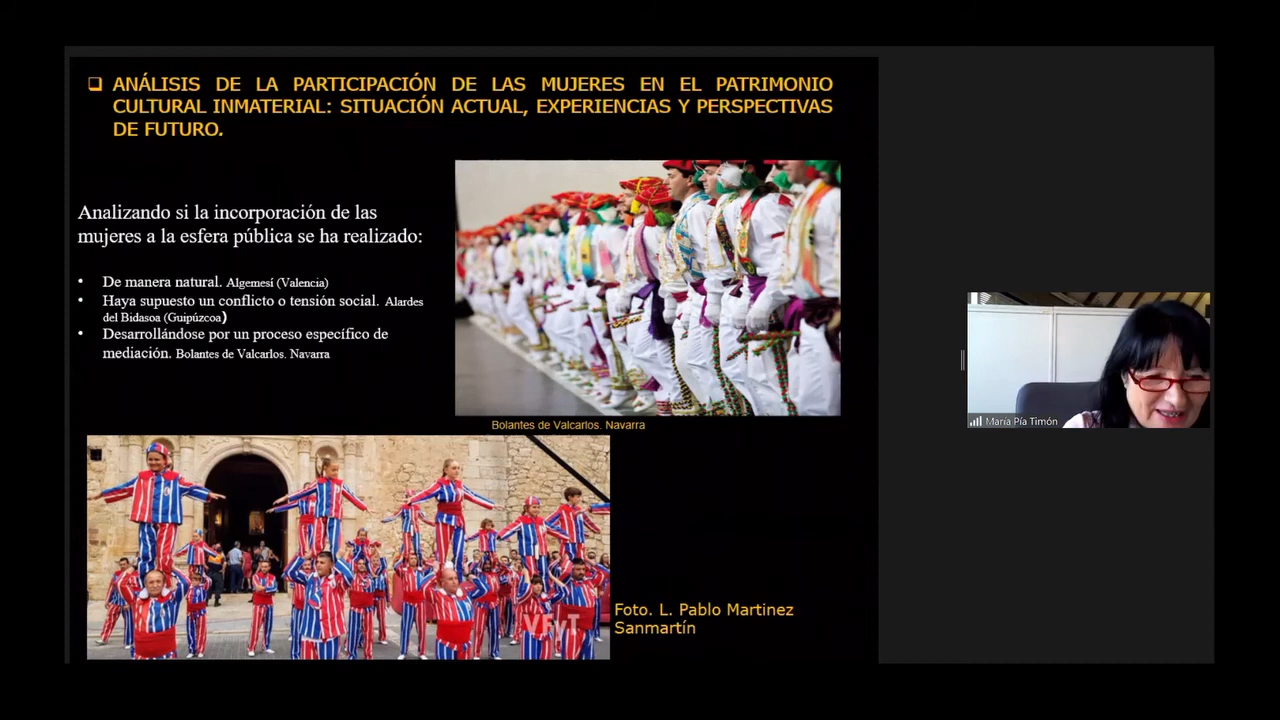 ANÁLISIS DE LA PARTICIPACIÓN DE LAS MUJERES EN EL PATRIMONIO
CULTURAL INMATERIAL: SITUACIÓN ACTUAL, EXPERIENCIAS Y PERSPECTIVAS
DE FUTURO.
Analizando si la incorporación de las
mujeres a la esfera pública se ha realizado:
• De manera natural. Algemesí (Valencia)
• Haya supuesto un conflicto o tensión social. Alardes
del Bidasoa (Guipúzcoa)
• Desarrollándose por un proceso específico de
mediación. Bolantes de Valcarlos. Navarra
Bolantes de Valcarlos. Navarra
VFyT
Foto. L. Pablo Martinez
Sanmartín
María Pía Timón